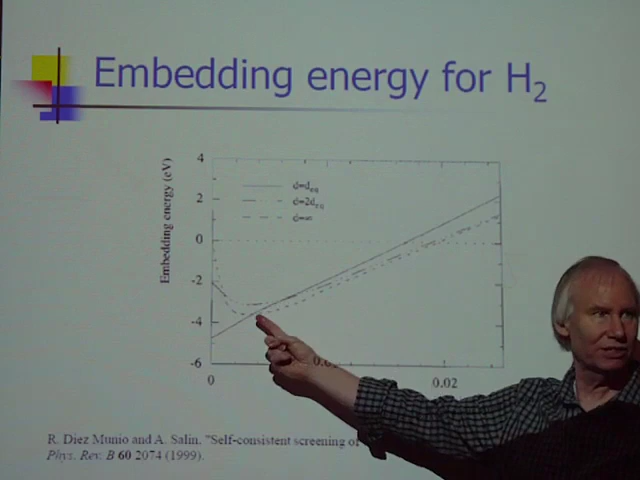 Embedding energy for H2
4
2
0
-2
-4
-6
Embedding energy (eV)
d=deq
d=2deq
d=∞
0
0.02
R. Diez Munio and A. Salin. "Self-consistent screening of
Phys. Rev. B 60 2074 (1999).